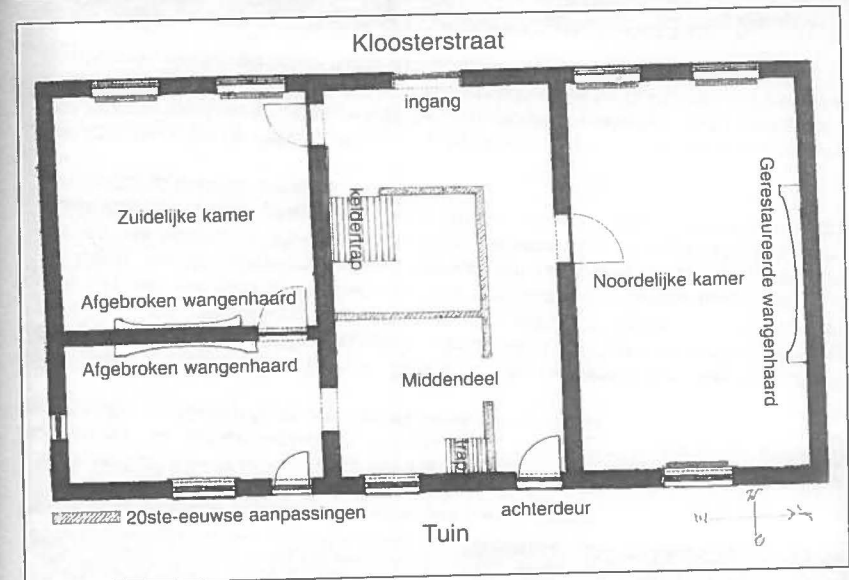 Kloosterstraat
ingang
keldertrap
Zuidelijke kamer
Afgebroken wangenhaard
Afgebroken wangenhaard
Noordelijke kamer
Gerestaureerde wangenhaard
Middendeel
trap
achterdeur
20ste-eeuwse aanpassingen
Tuin